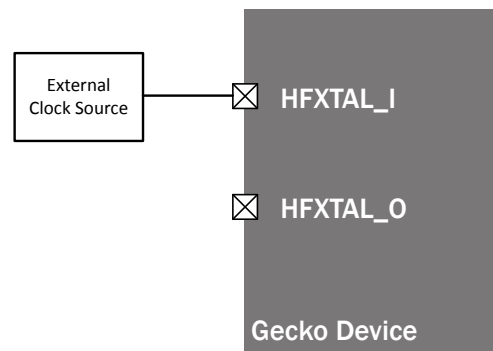 External
Clock Source
HFXTAL_I
HFXTAL_O
Gecko Device